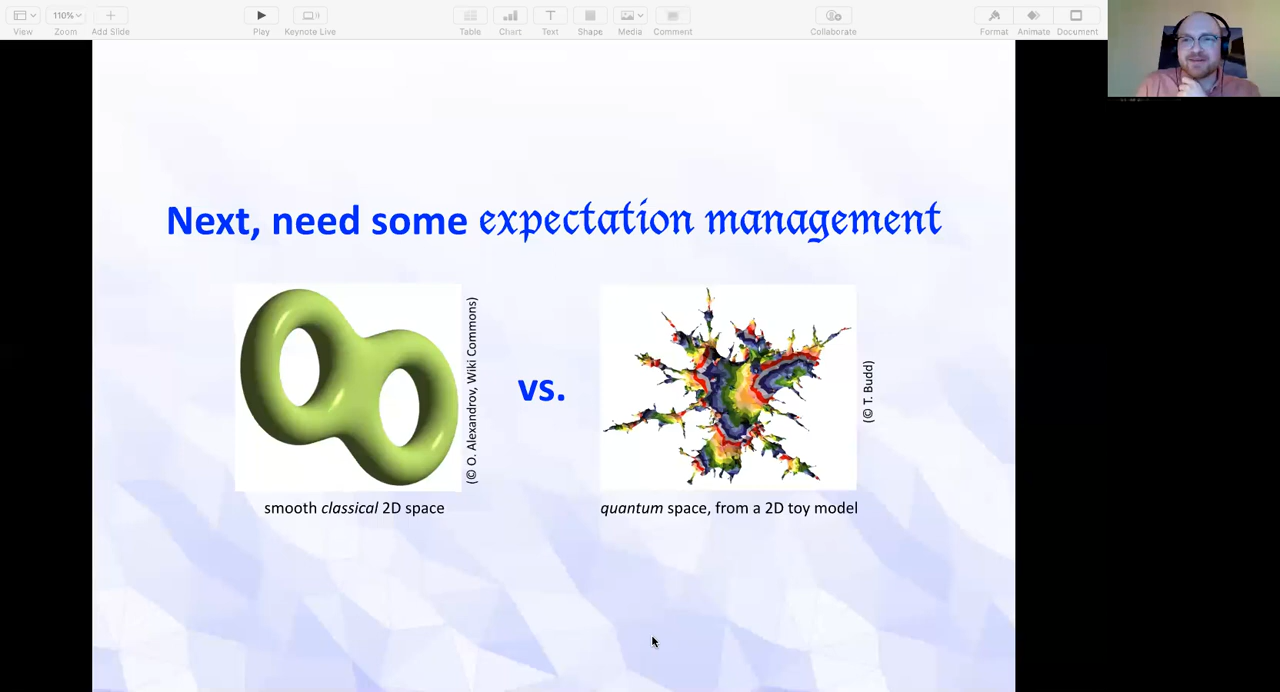 View
110%
Zoom
Add Slide
Play
Keynote Live
Table
Chart
Text
Shape
Media
Comment
Collaborate
Format
Animate
Document
Next, need some expectation management
(© O. Alexandrov, Wiki Commons)
vs.
(© T. Budd)
smooth classical 2D space
quantum space, from a 2D toy model